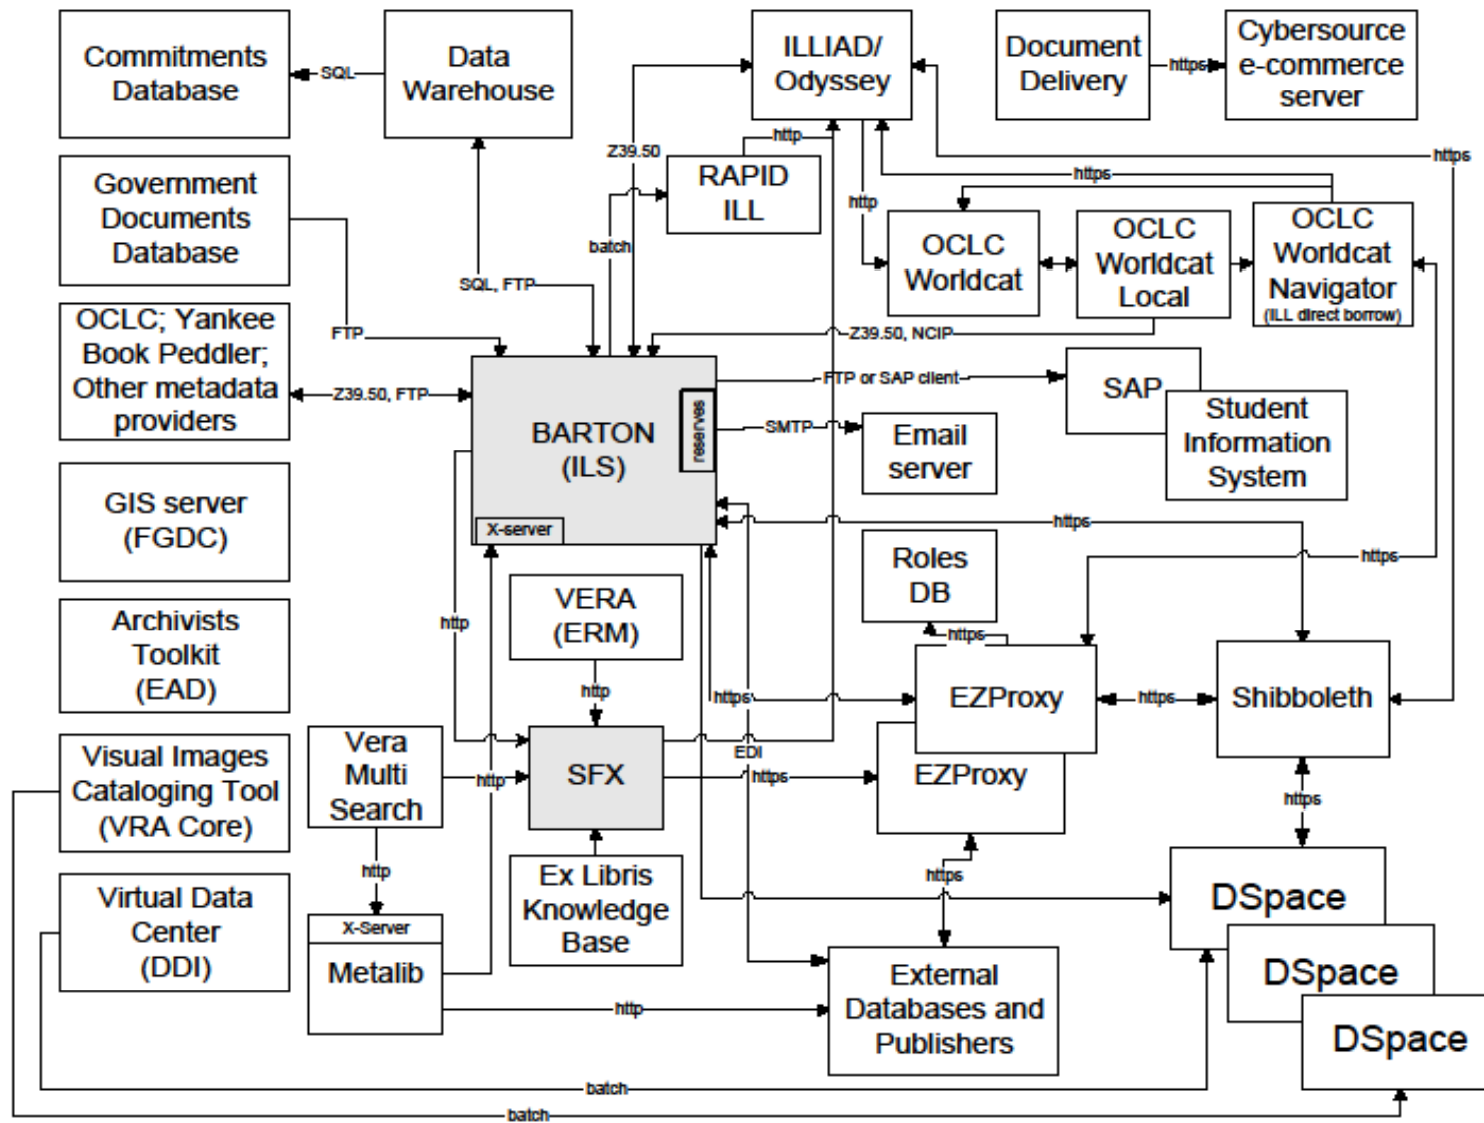 Commitments
Database
SQL
Data
Warehouse
ILLIAD/
Odyssey
Document
Delivery
https
Cybersource
e-commerce
server
Government
Documents
Database
Z39.50
http
RAPID
ILL
batch
http
https
https
OCLC
Worldcat
OCLC
Worldcat
Local
OCLC
Worldcat
Navigator
(ILL direct borrow)
SQL, FTP
FTP
Z39.50, NCIP
OCLC; Yankee
Book Peddler;
Other metadata
providers
Z39.50, FTP
BARTON
(ILS)
reserves
X-server
FTP or SAP client
SAP
Student
Information
System
SMTP
Email
server
GIS server
(FGDC)
https
https
Roles
DB
https
Archivists
Toolkit
(EAD)
http
VERA
(ERM)
http
https
EZProxy
EZProxy
https
Shibboleth
Visual Images
Cataloging Tool
(VRA Core)
Vera
Multi
Search
http
http
SFX
EDI
https
https
Virtual Data
Center
(DDI)
http
X-Server
Metalib
Ex Libris
Knowledge
Base
https
External
Databases and
Publishers
http
DSpace
DSpace
DSpace
batch
batch